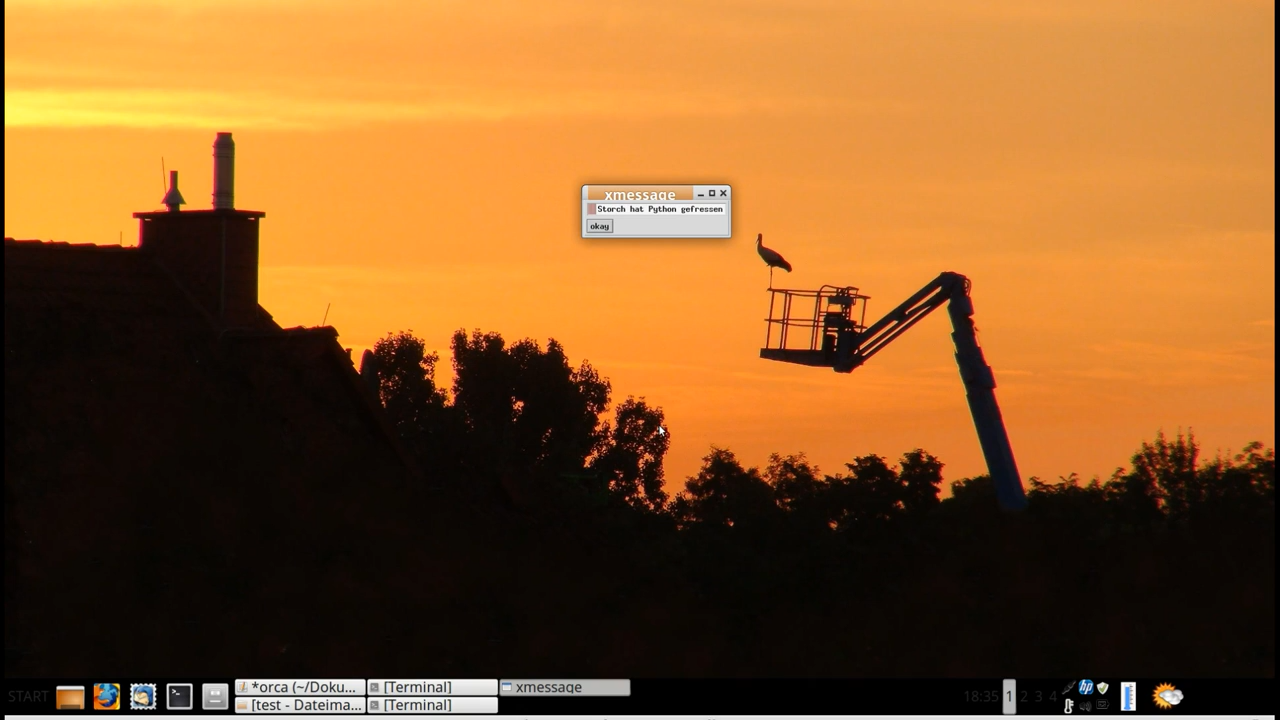 xmessage
Storch hat Python gefressen
okay
START
*orca (~/Doku...
[Terminal]
xmessage
[test - Dateima...
[Terminal]
18:35
1 2 3 4
hp